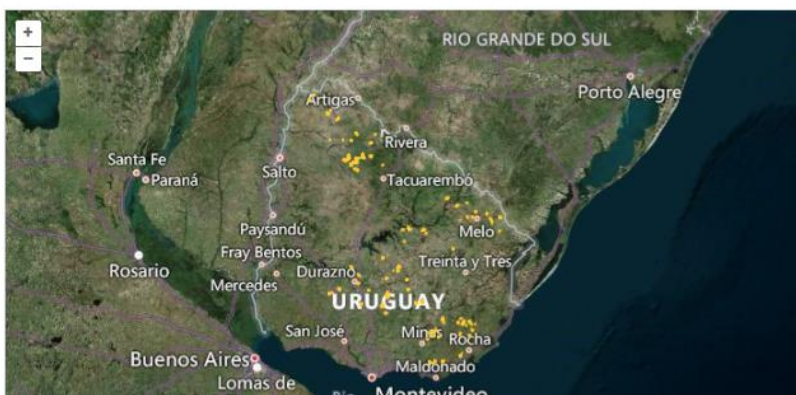 +
−
RIO GRANDE DO SUL
Porto Alegre
Artigas
Rivera
Santa Fe
Paraná
Salto
Tacuarembó
Paysandú
Melo
Fray Bentos
Treinta y Tres
Rosario
Mercedes
Durazno
URUGUAY
San José
Minas
Rocha
Buenos Aires
Maldonado
Lomas de
Montevideo